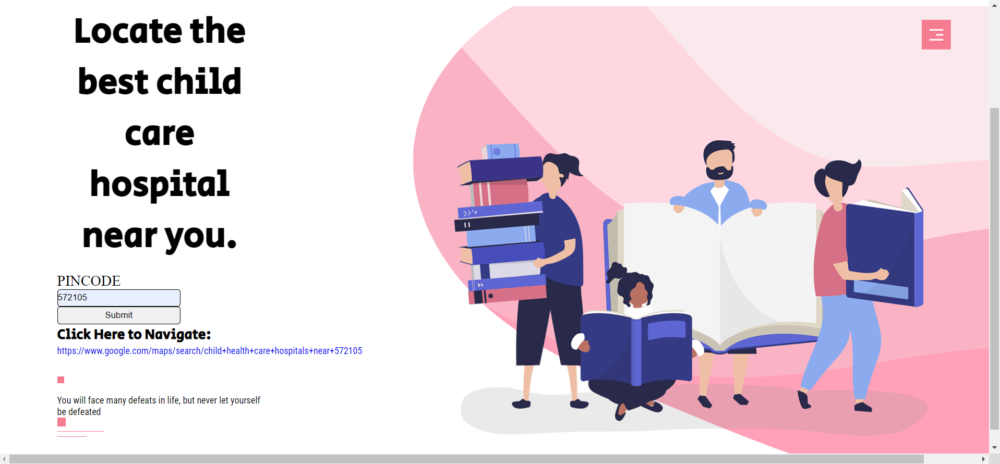 Locate the
best child
care
hospital
near you.
PINCODE
572105
Submit
Click Here to Navigate:
https://www.google.com/maps/search/child+health+care+hospitals+near+572105
You will face many defeats in life, but never let yourself
be defeated